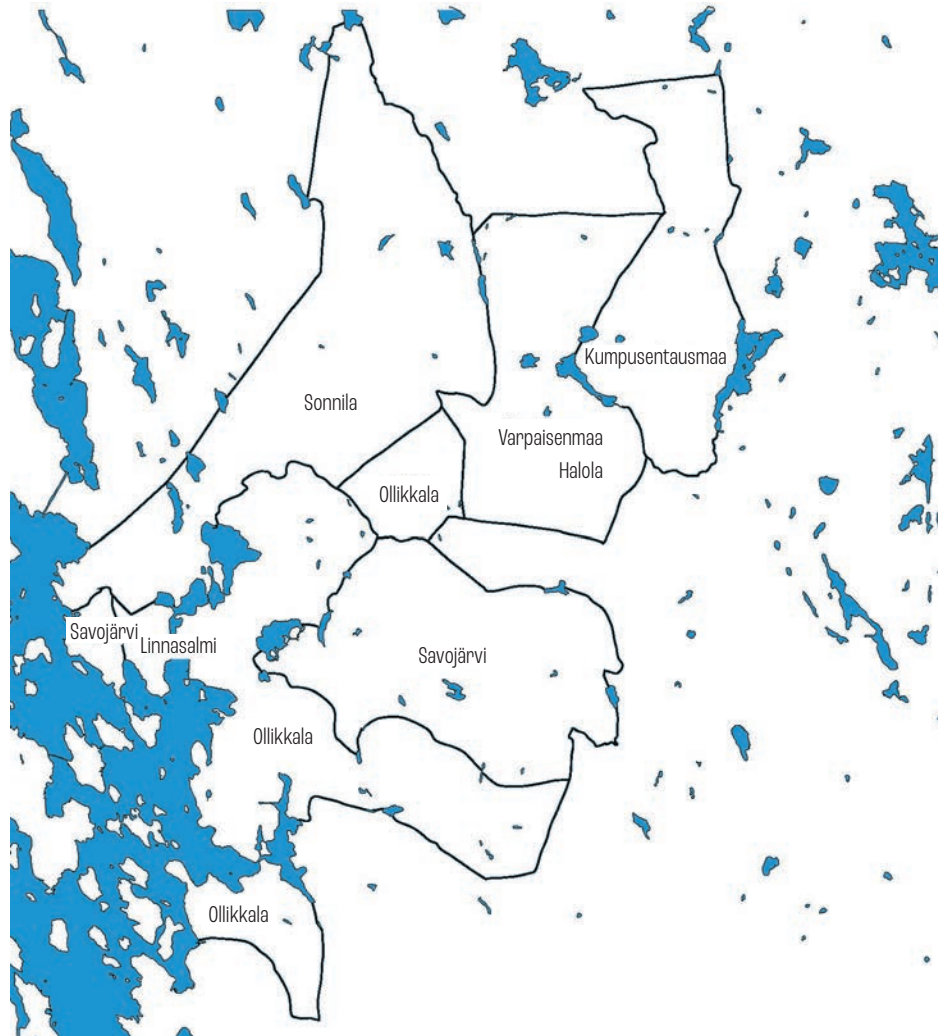 Kumpusentausmaa
Sonnila
Varpaisenmaa
Halola
Ollikkala
Savojärvi
Linnasalmi
Savojärvi
Ollikkala
Ollikkala